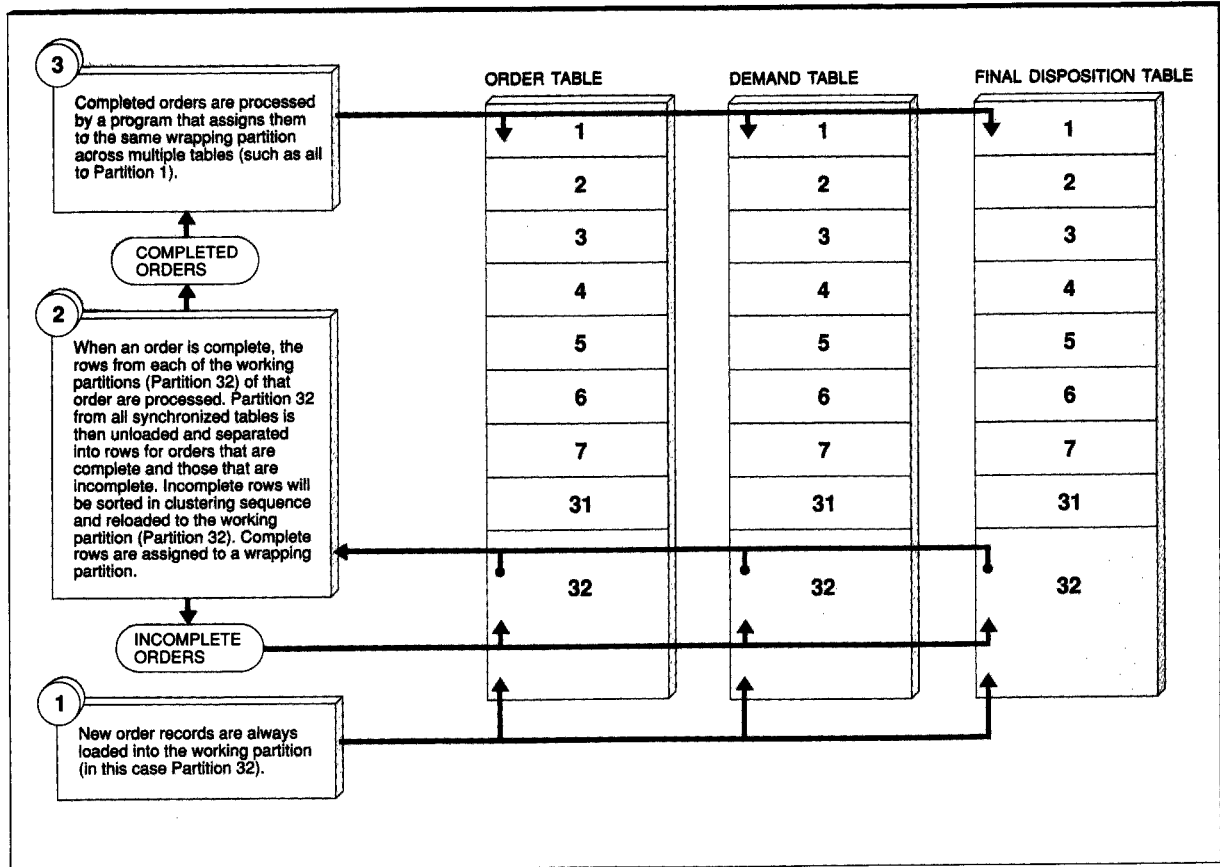 3
Completed orders are processed
by a program that assigns them
to the same wrapping partition
across multiple tables (such as all
to Partition 1).
COMPLETED
ORDERS
2
When an order is complete, the
rows from each of the working
partitions (Partition 32) of that
order are processed. Partition 32
from all synchronized tables is
then unloaded and separated
into rows for orders that are
complete and those that are
incomplete. Incomplete rows will
be sorted in clustering sequence
and reloaded to the working
partition (Partition 32). Complete
rows are assigned to a wrapping
partition.
INCOMPLETE
ORDERS
1
New order records are always
loaded into the working partition
(in this case Partition 32).
ORDER TABLE
1
2
3
4
5
6
7
31
32
DEMAND TABLE
1
2
3
4
5
6
7
31
32
FINAL DISPOSITION TABLE
1
2
3
4
5
6
7
31
32